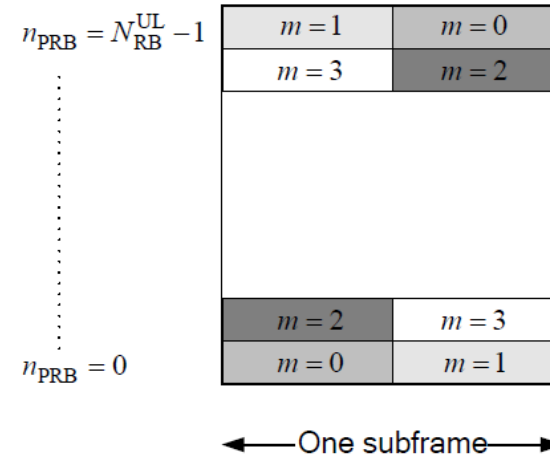 n_PRB = N_RB^UL −1 m = 1 m = 0
m = 3 m = 2
m = 2 m = 3
n_PRB = 0 m = 0 m = 1
One subframe